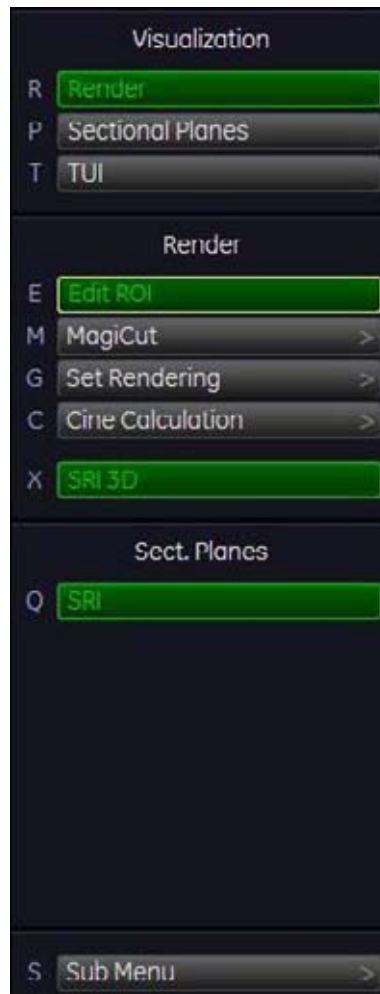 Visualization
R Render
P Sectional Planes
T TUI
Render
E Edit ROI
M MagiCut >
G Set Rendering >
C Cine Calculation >
X SRI 3D
Sect. Planes
Q SRI
S Sub Menu >